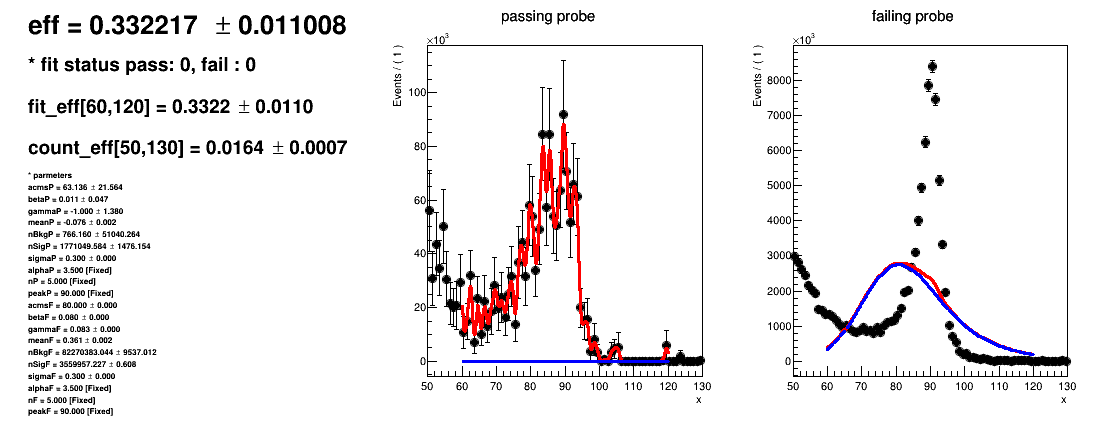 eff = 0.332217 ± 0.011008
* fit status pass: 0, fail : 0
fit_eff[60,120] = 0.3322 ± 0.0110
count_eff[50,130] = 0.0164 ± 0.0007
* parmeters
acmsP = 63.136 ± 21.564
betaP = 0.011 ± 0.047
gammaP = -1.000 ± 1.380
meanP = -0.076 ± 0.002
nBkgP = 766.160 ± 51040.264
nSigP = 1771049.584 ± 1476.154
sigmaP = 0.300 ± 0.000
alphaP = 3.500 [Fixed]
nP = 5.000 [Fixed]
peakP = 90.000 [Fixed]
acmsF = 80.000 ± 0.000
betaF = 0.080 ± 0.000
gammaF = 0.083 ± 0.000
meanF = 0.361 ± 0.002
nBkgF = 82270383.044 ± 9537.012
nSigF = 3559957.227 ± 0.608
sigmaF = 0.300 ± 0.000
alphaF = 3.500 [Fixed]
nF = 5.000 [Fixed]
peakF = 90.000 [Fixed]
passing probe
×10³
Events / ( 1 )
100
80
60
40
20
0
50 60 70 80 90 100 110 120 130
x
failing probe
×10³
Events / ( 1 )
8000
7000
6000
5000
4000
3000
2000
1000
0
50 60 70 80 90 100 110 120 130
x